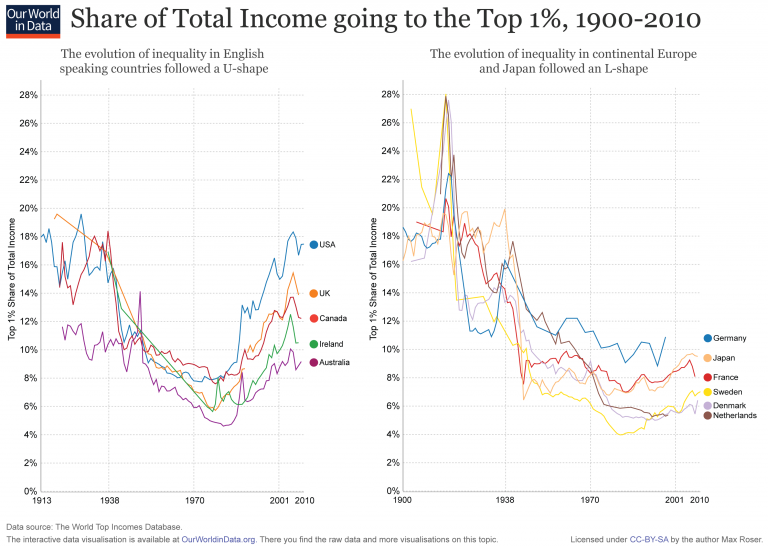 Our World
in Data
Share of Total Income going to the Top 1%, 1900-2010
The evolution of inequality in English
speaking countries followed a U-shape
The evolution of inequality in continental Europe
and Japan followed an L-shape
Top 1% Share of Total Income
28%
26%
24%
22%
20%
18%
16%
14%
12%
10%
8%
6%
4%
2%
0%
1913
1938
1970
2001
2010
USA
UK
Canada
Ireland
Australia
Top 1% Share of Total Income
28%
26%
24%
22%
20%
18%
16%
14%
12%
10%
8%
6%
4%
2%
0%
1900
1938
1970
2001
2010
Germany
Japan
France
Sweden
Denmark
Netherlands
Data source: The World Top Incomes Database.
The interactive data visualisation is available at OurWorldinData.org. There you find the raw data and more visualisations on this topic.
Licensed under CC-BY-SA by the author Max Roser.